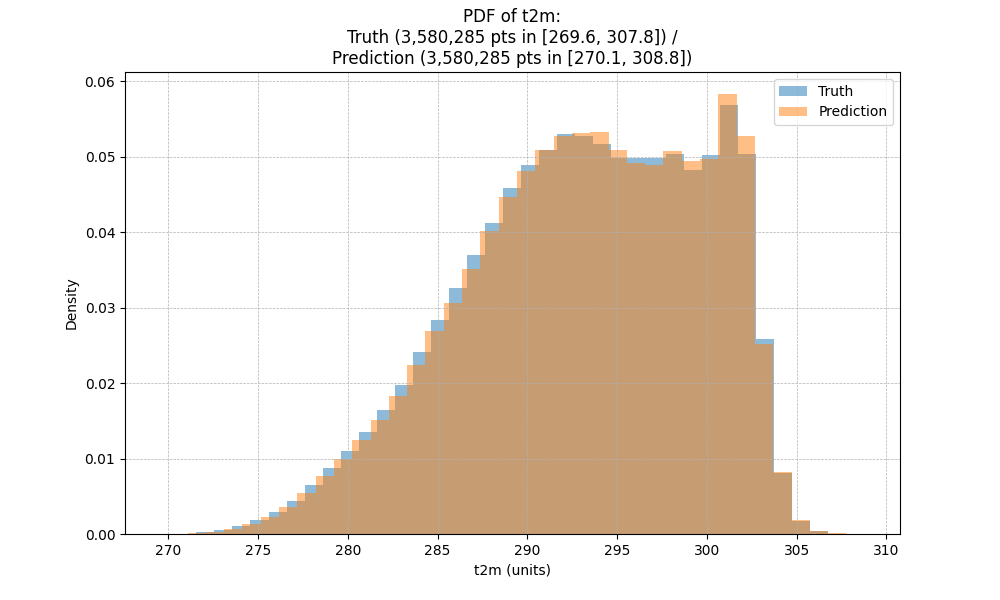 PDF of t2m:
Truth (3,580,285 pts in [269.6, 307.8]) /
Prediction (3,580,285 pts in [270.1, 308.8])
Truth
Prediction
0.06
0.05
0.04
0.03
0.02
0.01
0.00
Density
270 275 280 285 290 295 300 305 310
t2m (units)